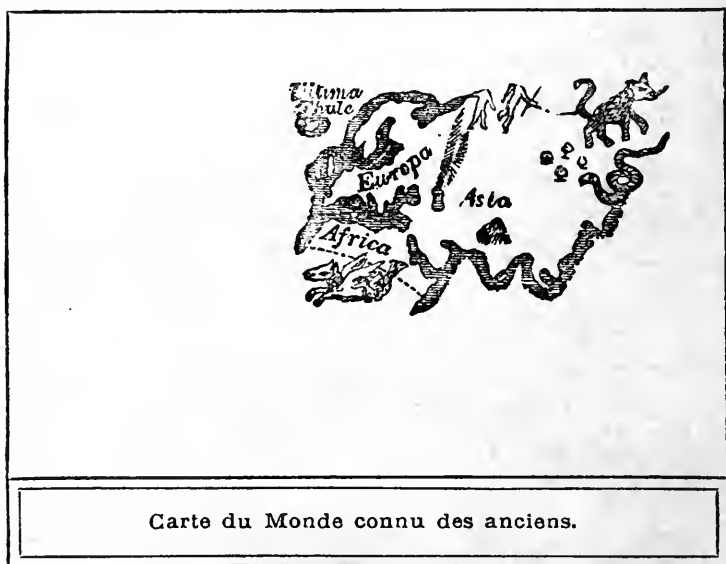 Ultima
Thule
Europa
Asia
Africa
Carte du Monde connu des anciens.